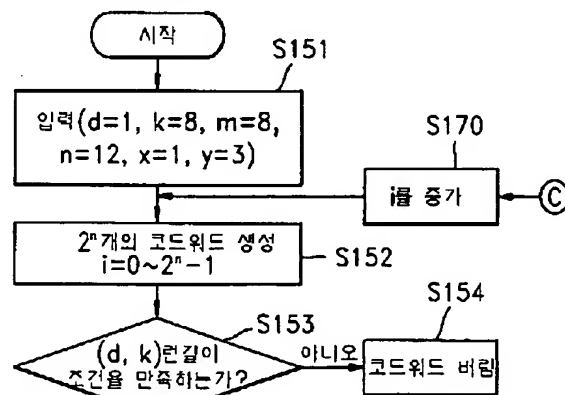 시작
S151
입력(d=1, k=8, m=8,
n=12, x=1, y=3)
S170
i를 증가
C
2ⁿ개의 코드워드 생성
i=0~2ⁿ-1
S152
S153
(d, k)런길이
조건을 만족하는가?
아니오
S154
코드워드 버림